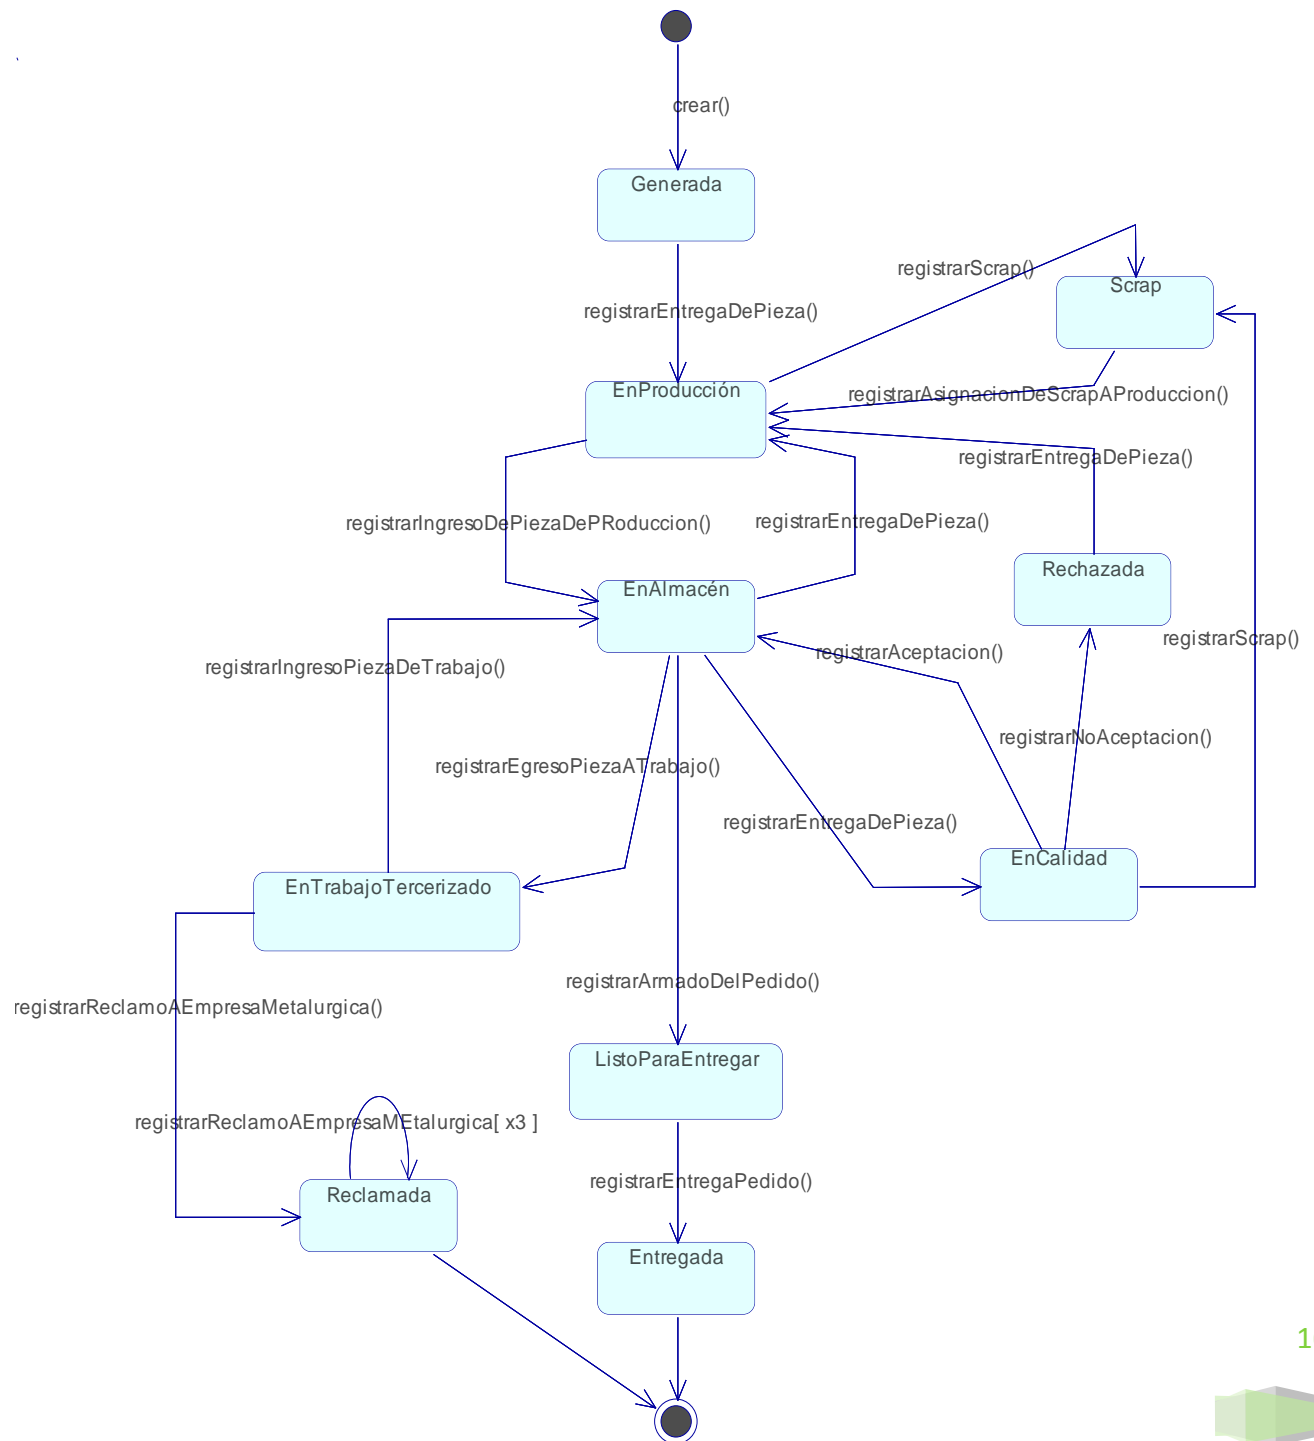 crear()
Generada
registrarScrap()
Scrap
registrarEntregaDePieza()
EnProducción
registrarAsignacionDeScrapAProduccion()
registrarEntregaDePieza()
registrarIngresoDePiezaDePRoduccion()
registrarEntregaDePieza()
Rechazada
EnAlmacén
registrarScrap()
registrarAceptacion()
registrarIngresoPiezaDeTrabajo()
registrarNoAceptacion()
registrarEgresoPiezaATrabajo()
registrarEntregaDePieza()
EnCalidad
EnTrabajoTercerizado
registrarArmadoDelPedido()
registrarReclamoAEmpresaMetalurgica()
ListoParaEntregar
registrarReclamoAEmpresaMEtalurgica[ x3 ]
registrarEntregaPedido()
Reclamada
Entregada
1